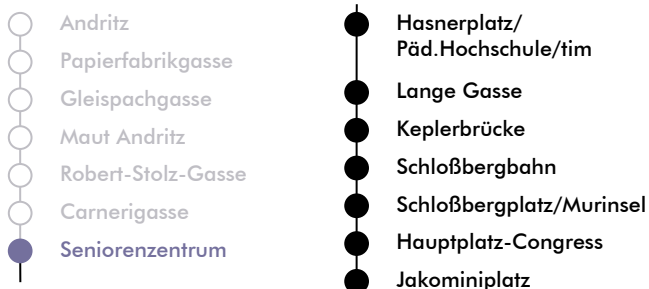 Andritz
Papierfabrikgasse
Gleispachgasse
Maut Andritz
Robert-Stolz-Gasse
Carnerigasse
Seniorenzentrum
Hasnerplatz/
Päd.Hochschule/tim
Lange Gasse
Keplerbrücke
Schloßbergbahn
Schloßbergplatz/Murinsel
Hauptplatz-Congress
Jakominiplatz